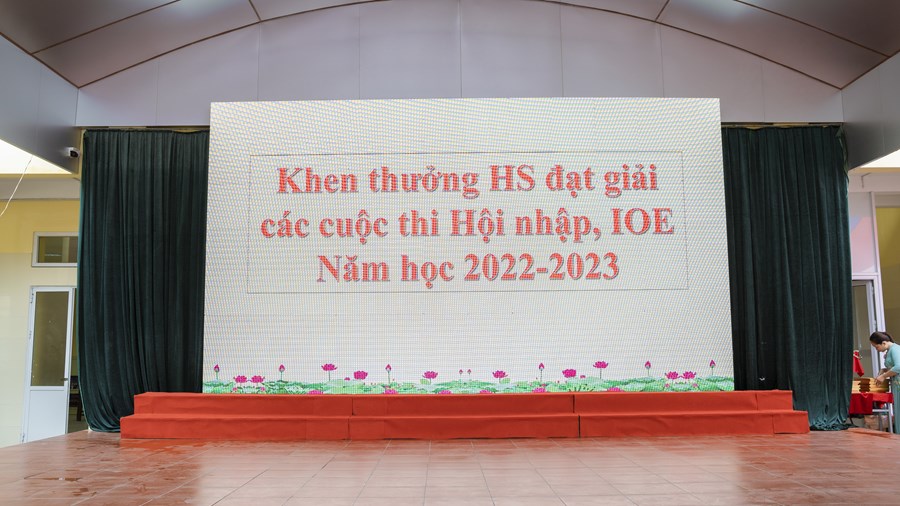 Khen thưởng HS đạt giải
các cuộc thi Hội nhập, IOE
Năm học 2022-2023